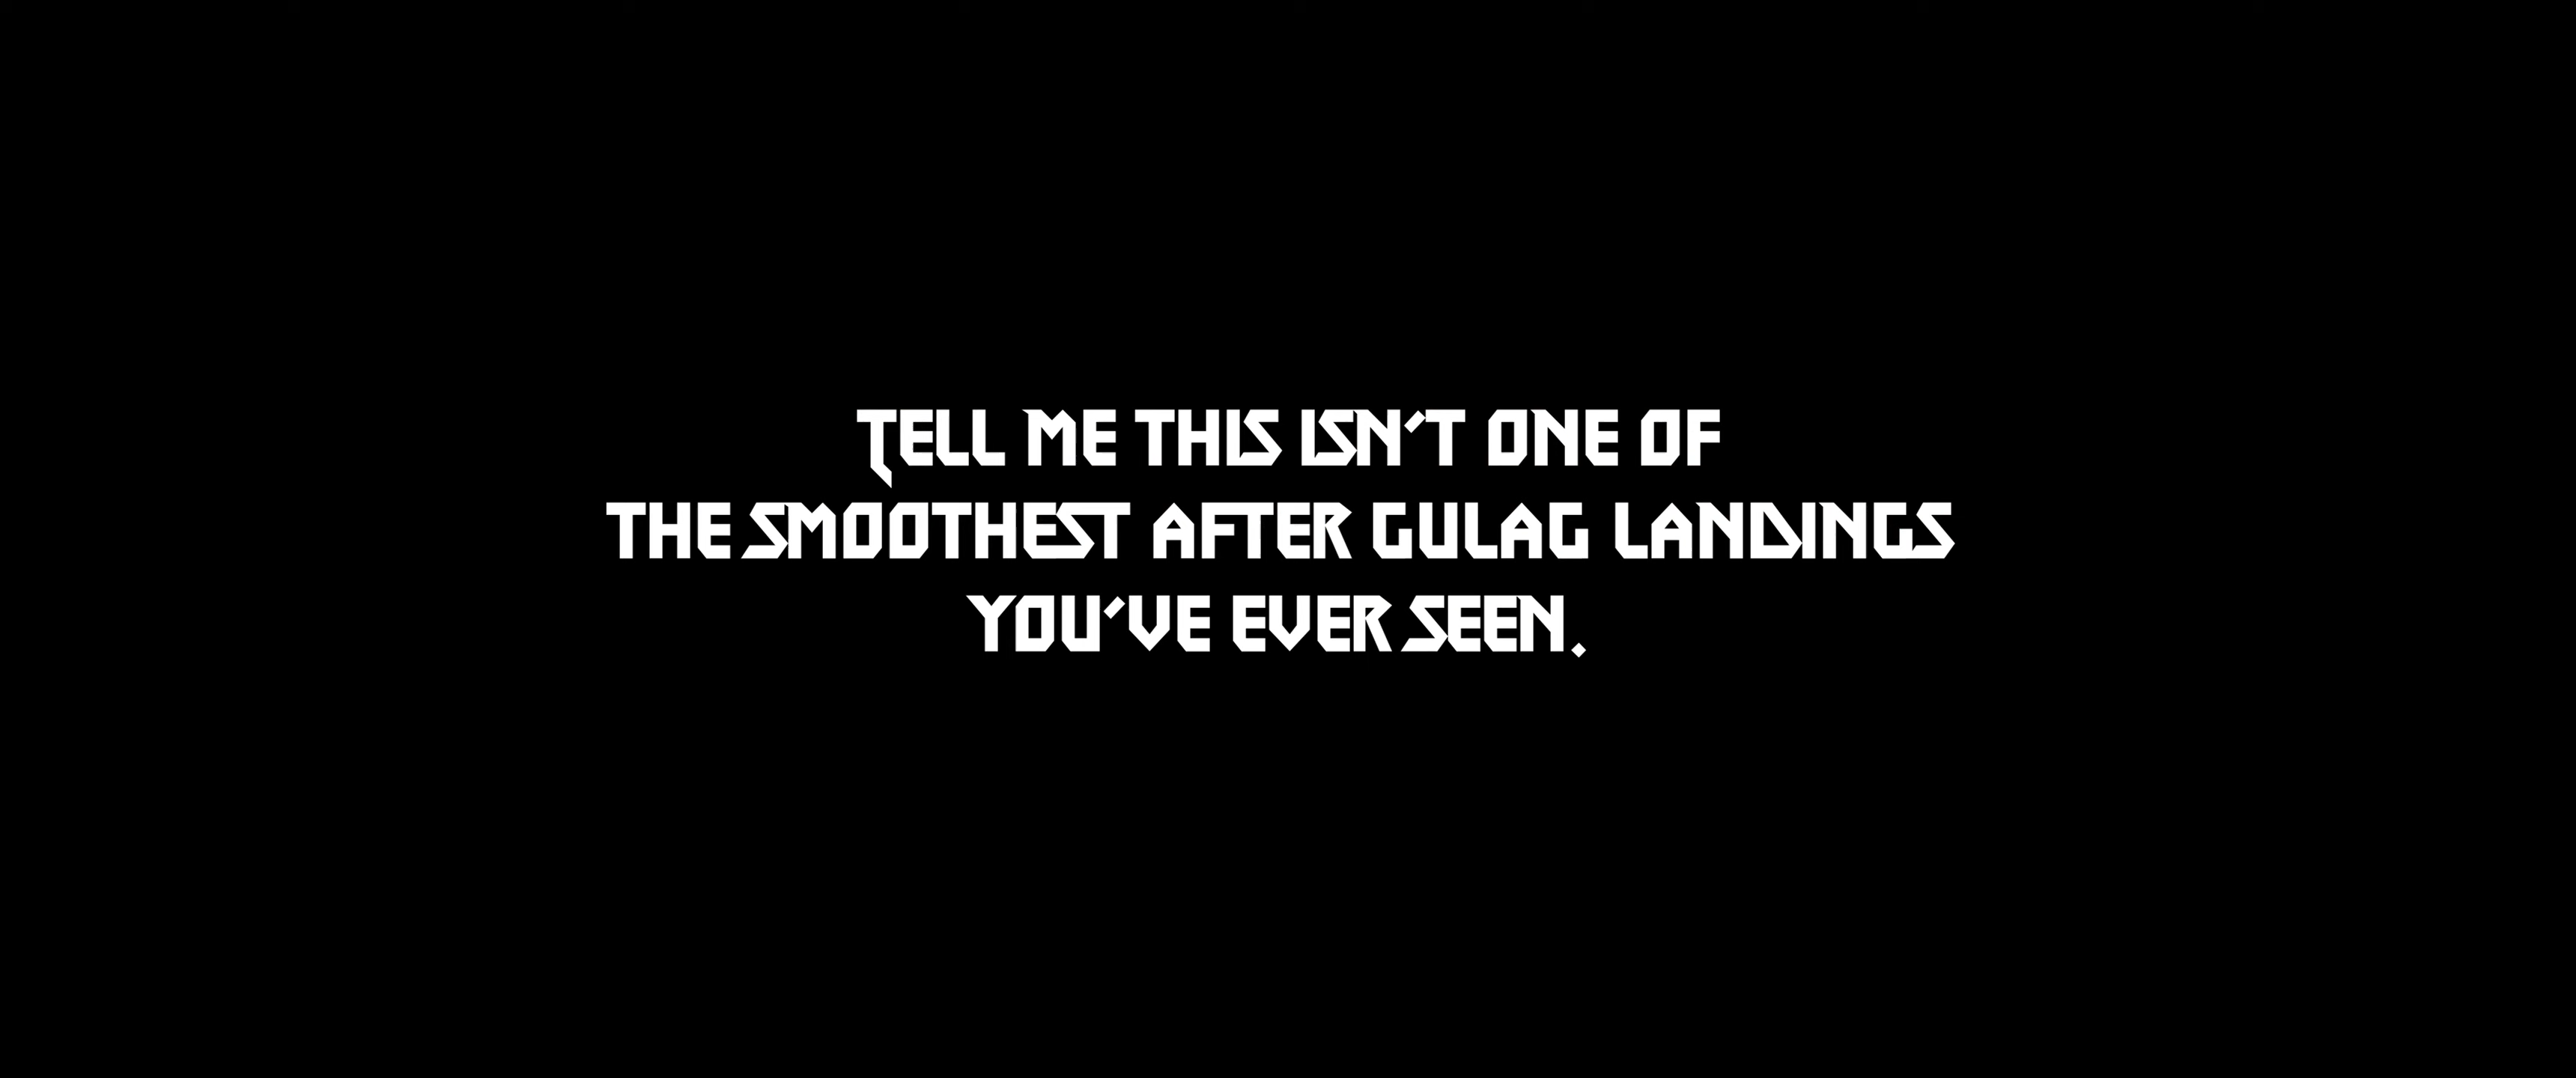 Tell me this isn't one of
the smoothest after gulag landings
you've ever seen.